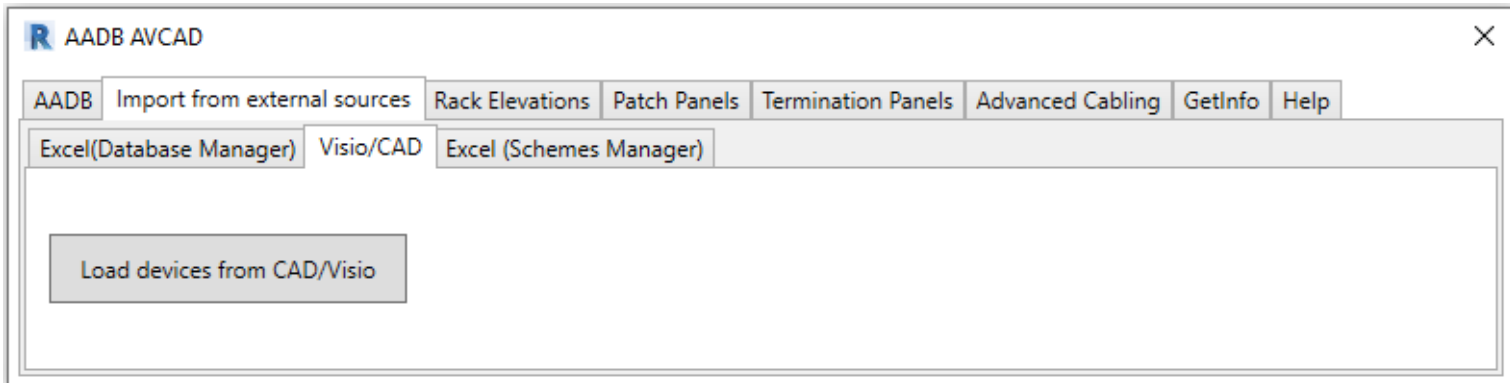 AADB AVCAD
AADB Import from external sources Rack Elevations Patch Panels Termination Panels Advanced Cabling GetInfo Help
Excel(Database Manager) Visio/CAD Excel (Schemes Manager)
Load devices from CAD/Visio